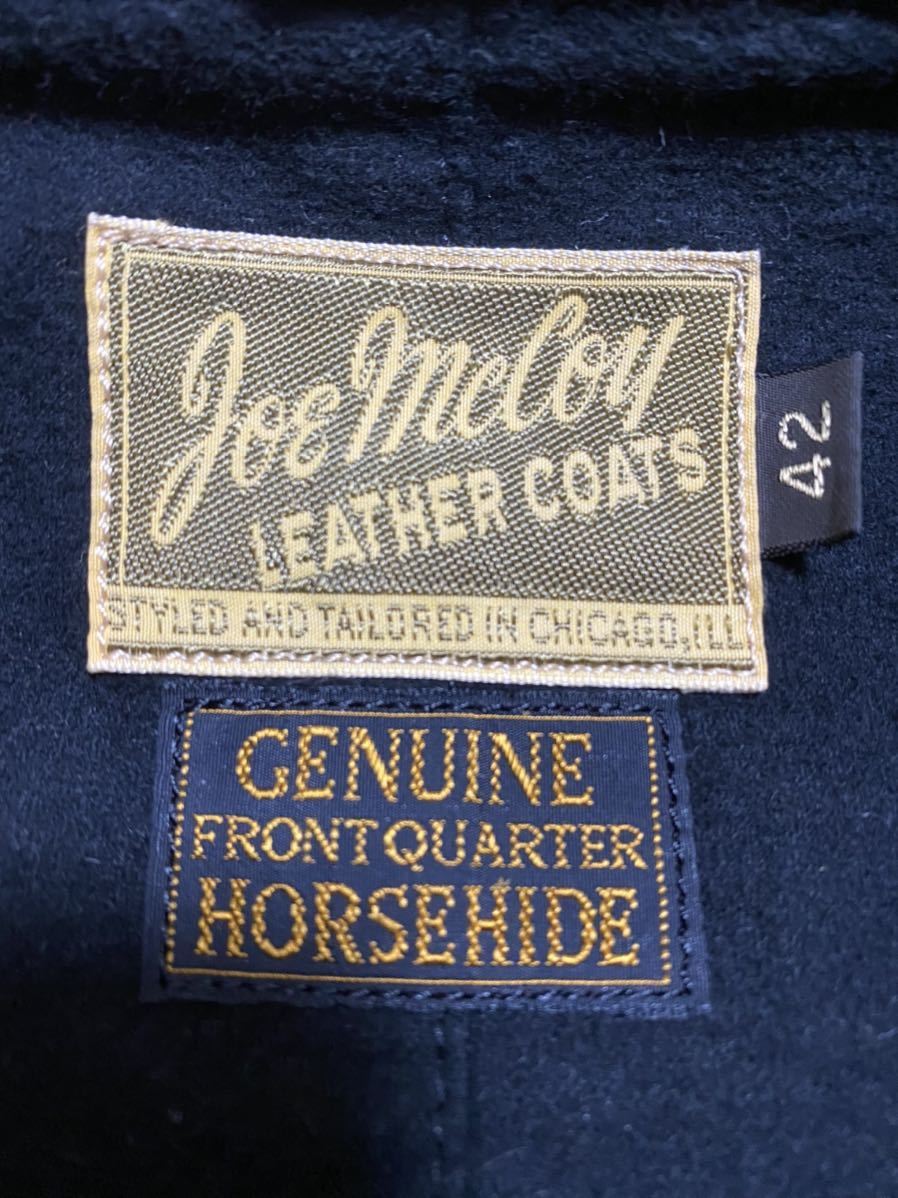 Joe McCoy
LEATHER COATS
STYLED AND TAILORED IN CHICAGO, ILL
42
GENUINE
FRONT QUARTER
HORSEHIDE